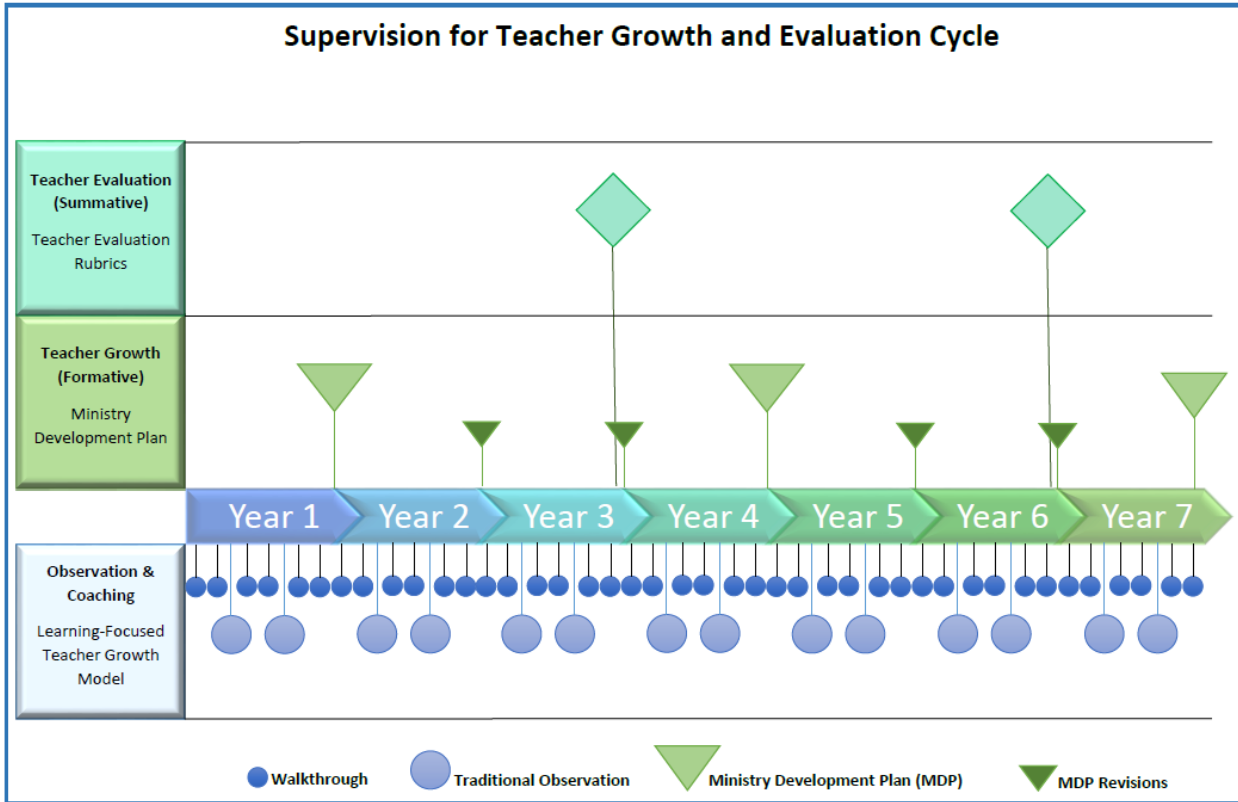 Supervision for Teacher Growth and Evaluation Cycle
Teacher Evaluation
(Summative)
Teacher Evaluation
Rubrics
Teacher Growth
(Formative)
Ministry
Development Plan
Year 1
Year 2
Year 3
Year 4
Year 5
Year 6
Year 7
Observation &
Coaching
Learning-Focused
Teacher Growth
Model
Walkthrough
Traditional Observation
Ministry Development Plan (MDP)
MDP Revisions